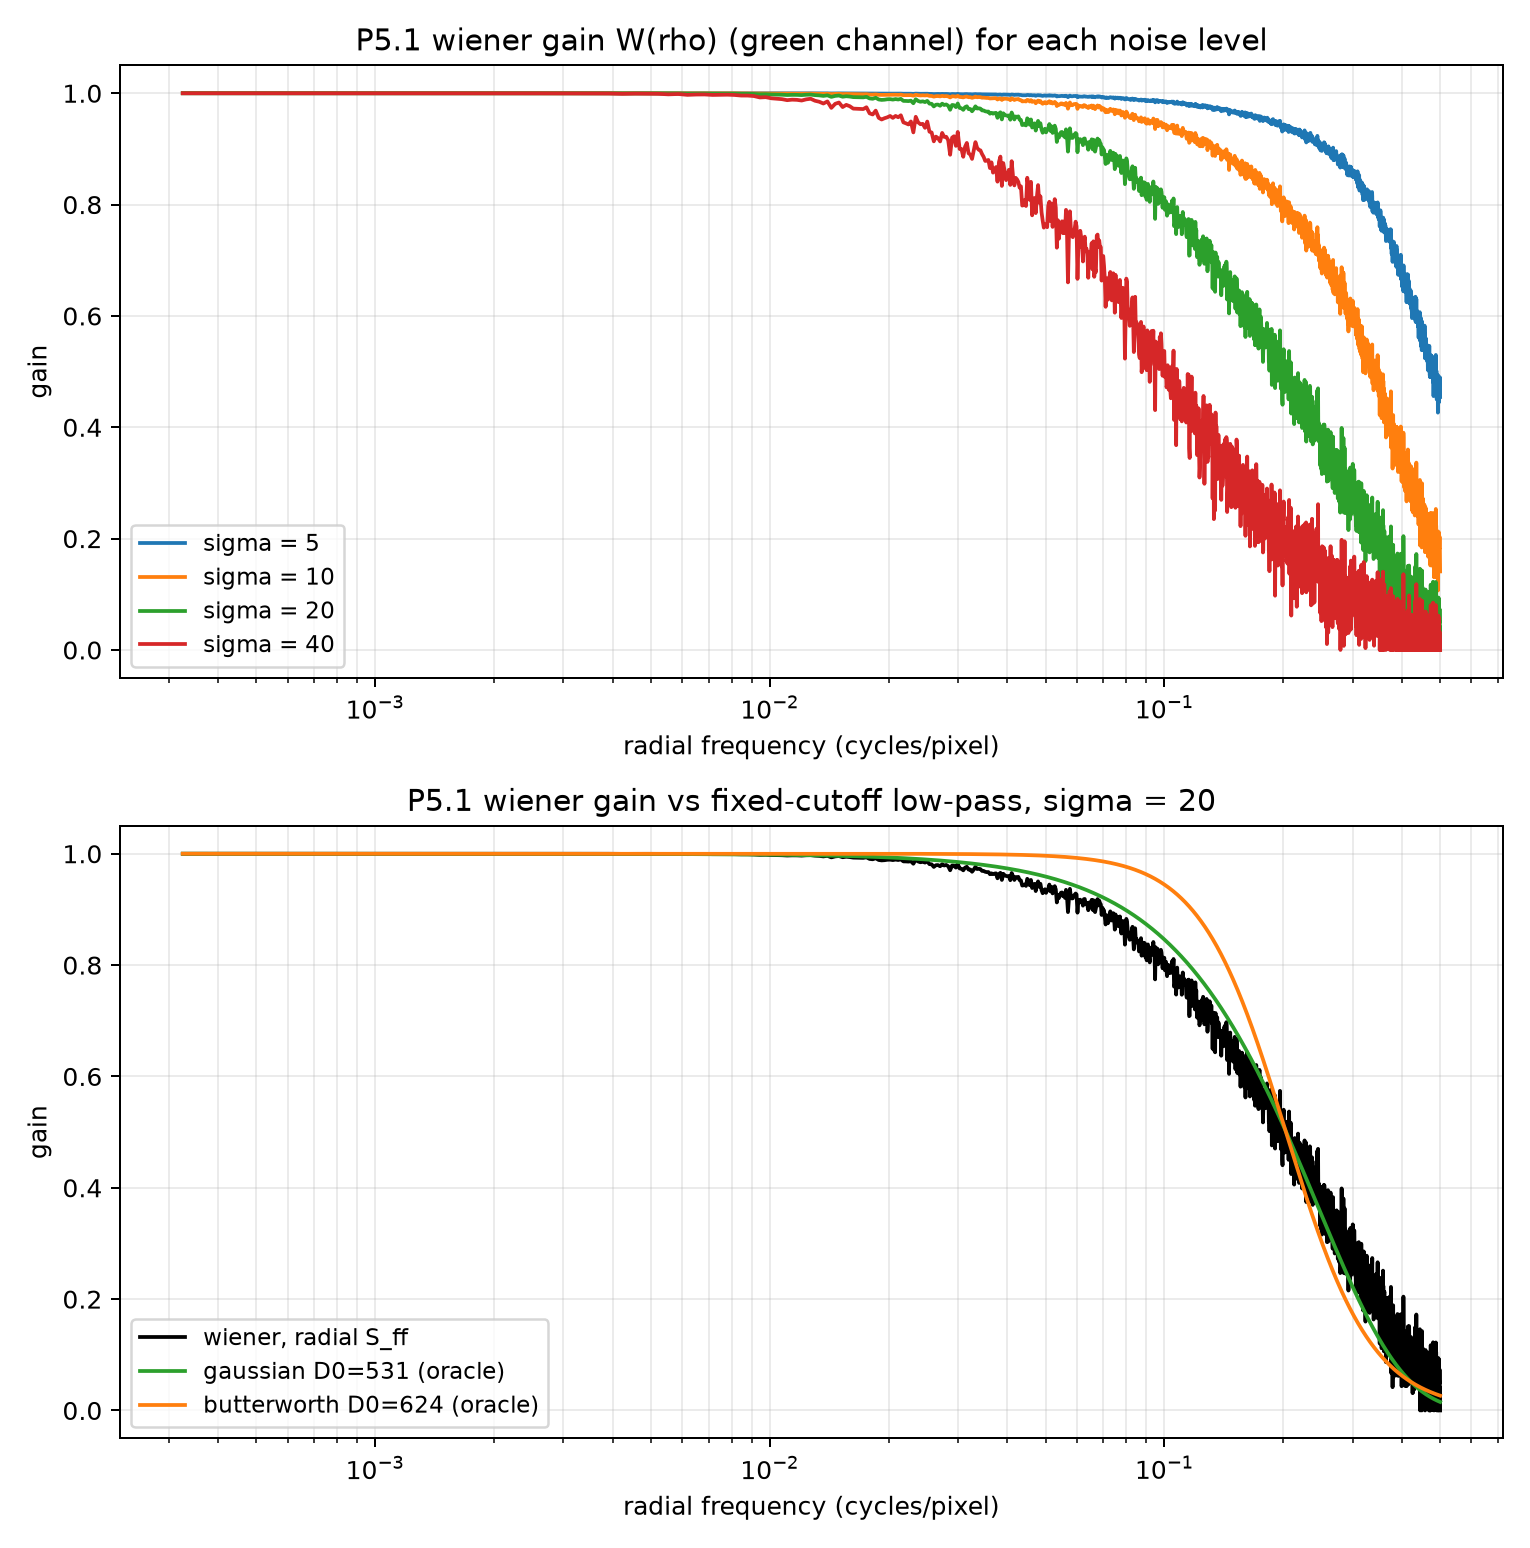 P5.1 wiener gain W(rho) (green channel) for each noise level
1.0
0.8
0.6
0.4
0.2
0.0
gain
sigma = 5
sigma = 10
sigma = 20
sigma = 40
10⁻³
10⁻²
10⁻¹
radial frequency (cycles/pixel)
P5.1 wiener gain vs fixed-cutoff low-pass, sigma = 20
1.0
0.8
0.6
0.4
0.2
0.0
gain
wiener, radial S_ff
gaussian D0=531 (oracle)
butterworth D0=624 (oracle)
10⁻³
10⁻²
10⁻¹
radial frequency (cycles/pixel)